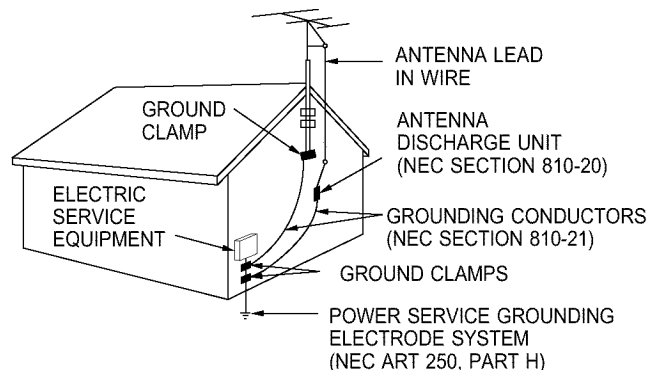 ANTENNA LEAD
IN WIRE
GROUND
CLAMP
ANTENNA
DISCHARGE UNIT
(NEC SECTION 810-20)
ELECTRIC
SERVICE
EQUIPMENT
GROUNDING CONDUCTORS
(NEC SECTION 810-21)
GROUND CLAMPS
POWER SERVICE GROUNDING
ELECTRODE SYSTEM
(NEC ART 250, PART H)